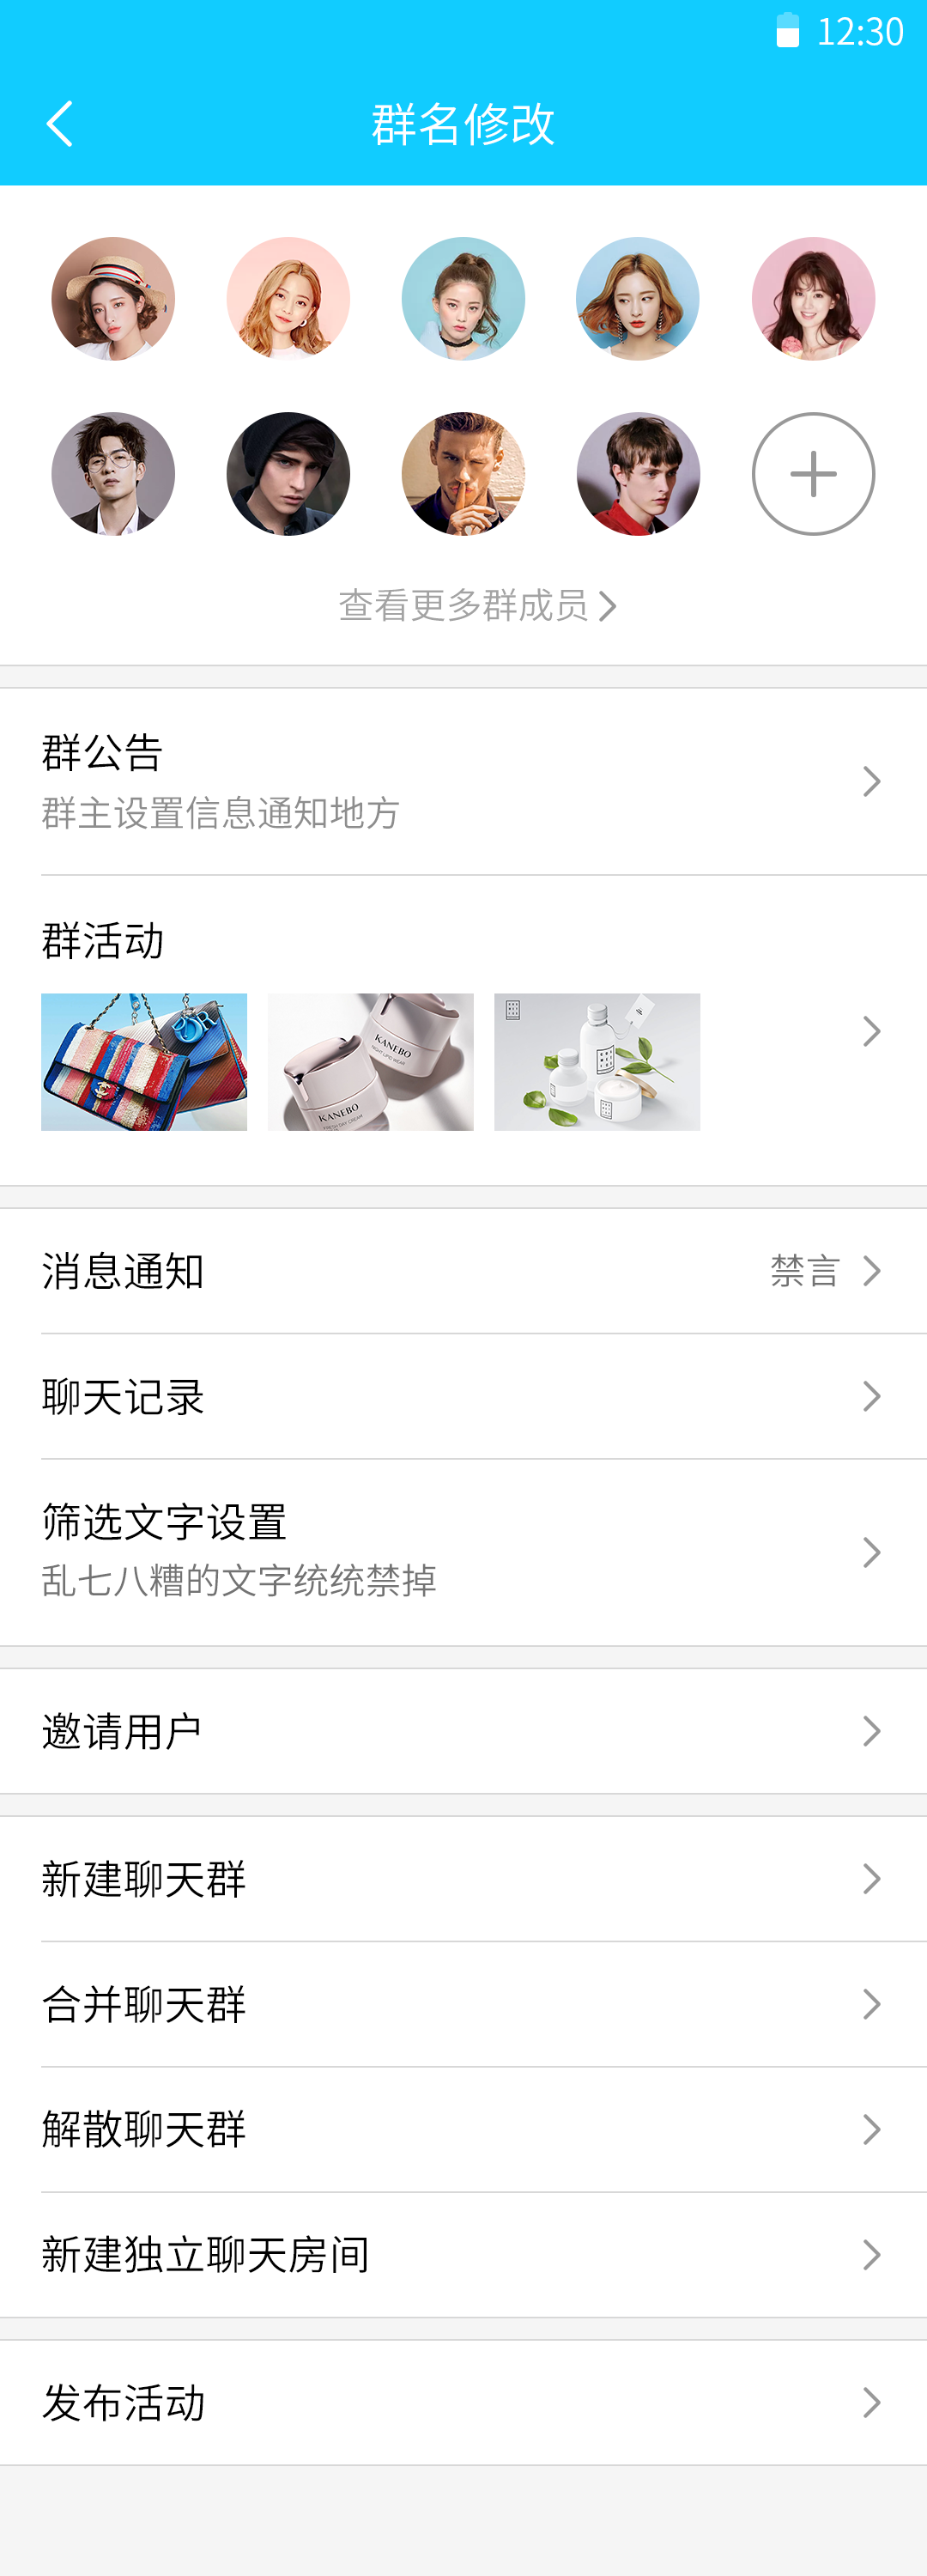 12:30
群名修改
查看更多群成员
群公告
群主设置信息通知地方
群活动
KANEBO
KANEBO
FRESH DAY CREAM
消息通知
禁言
聊天记录
筛选文字设置
乱七八糟的文字统统禁掉
邀请用户
新建聊天群
合并聊天群
解散聊天群
新建独立聊天房间
发布活动